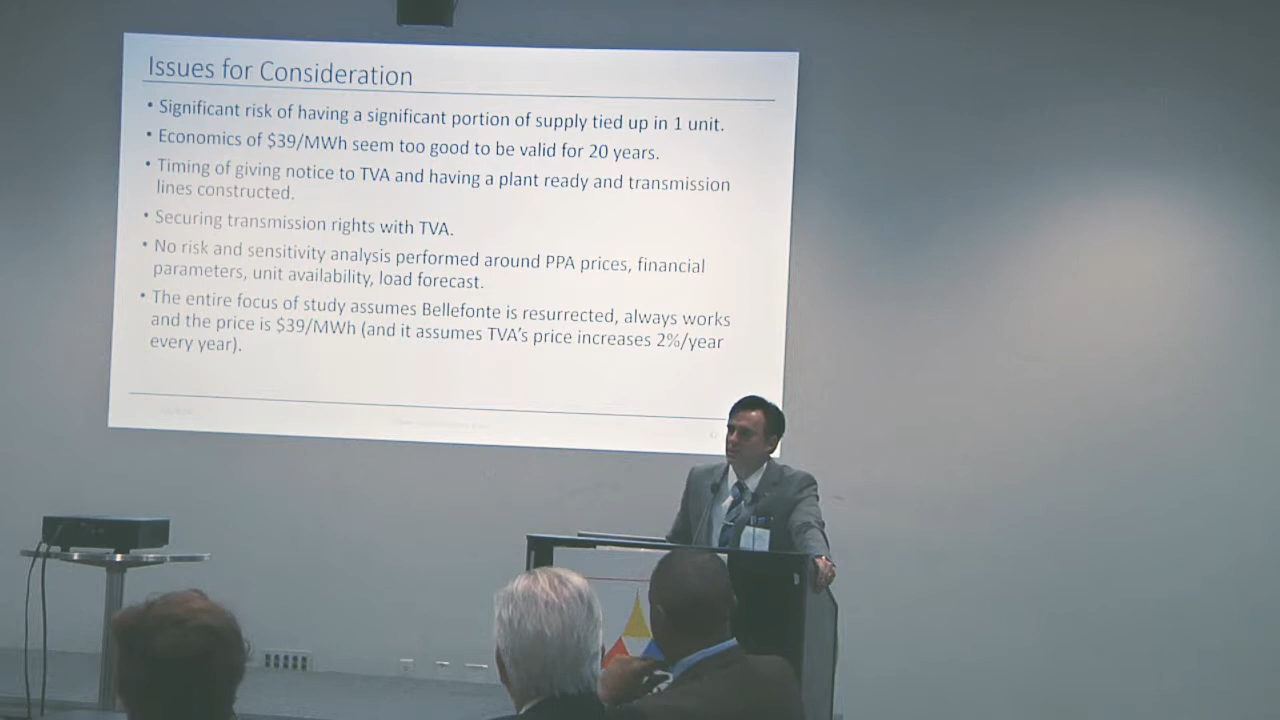 Issues for Consideration
• Significant risk of having a significant portion of supply tied up in 1 unit.
• Economics of $39/MWh seem too good to be valid for 20 years.
• Timing of giving notice to TVA and having a plant ready and transmission
lines constructed.
• Securing transmission rights with TVA.
• No risk and sensitivity analysis performed around PPA prices, financial
parameters, unit availability, load forecast.
• The entire focus of study assumes Bellefonte is resurrected, always works
and the price is $39/MWh (and it assumes TVA's price increases 2%/year
every year).